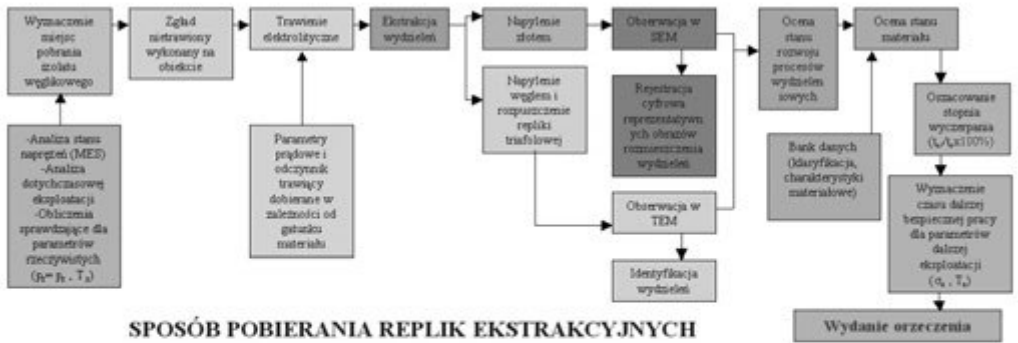 Wyznaczenie
miejsc
pobrania
izolatu
węglikowego
Zgład
nietrawiony
wykonany na
obiekcie
Trawienie
elektrolityczne
Ekstrakcja
wydzieleń
Napylenie
złotem
Obserwacja w
SEM
Ocena
stanu
rozwoju
procesów
wydzielen
iowych
Ocena stanu
materiału
-Analiza stanu
naprężeń (MES)
-Analiza
dotychczasowej
eksploatacji
-Obliczenia
sprawdzające dla
parametrów
rzeczywistych
Parametry
prądowe i
odczynnik
trawiący
dobierane w
zależności od
gatunku
materiału
Napylenie
węglem i
rozpuszczenie
repliki
triafolowej
Rejestracja
cyfrowa
reprezentatywn
ych obrazów
rozmieszczenia
wydzieleń
Obserwacja w
TEM
Identyfikacja
wydzieleń
Bank danych
(klasyfikacja,
charakterystyki
materiałowe)
Oszacowanie
stopnia
wyczerpania
Wyznaczenie
czasu dalszej
bezpiecznej pracy
dla parametrów
dalszej
eksploatacji
Wydanie orzeczenia
SPOSÓB POBIERANIA REPLIK EKSTRAKCYJNYCH